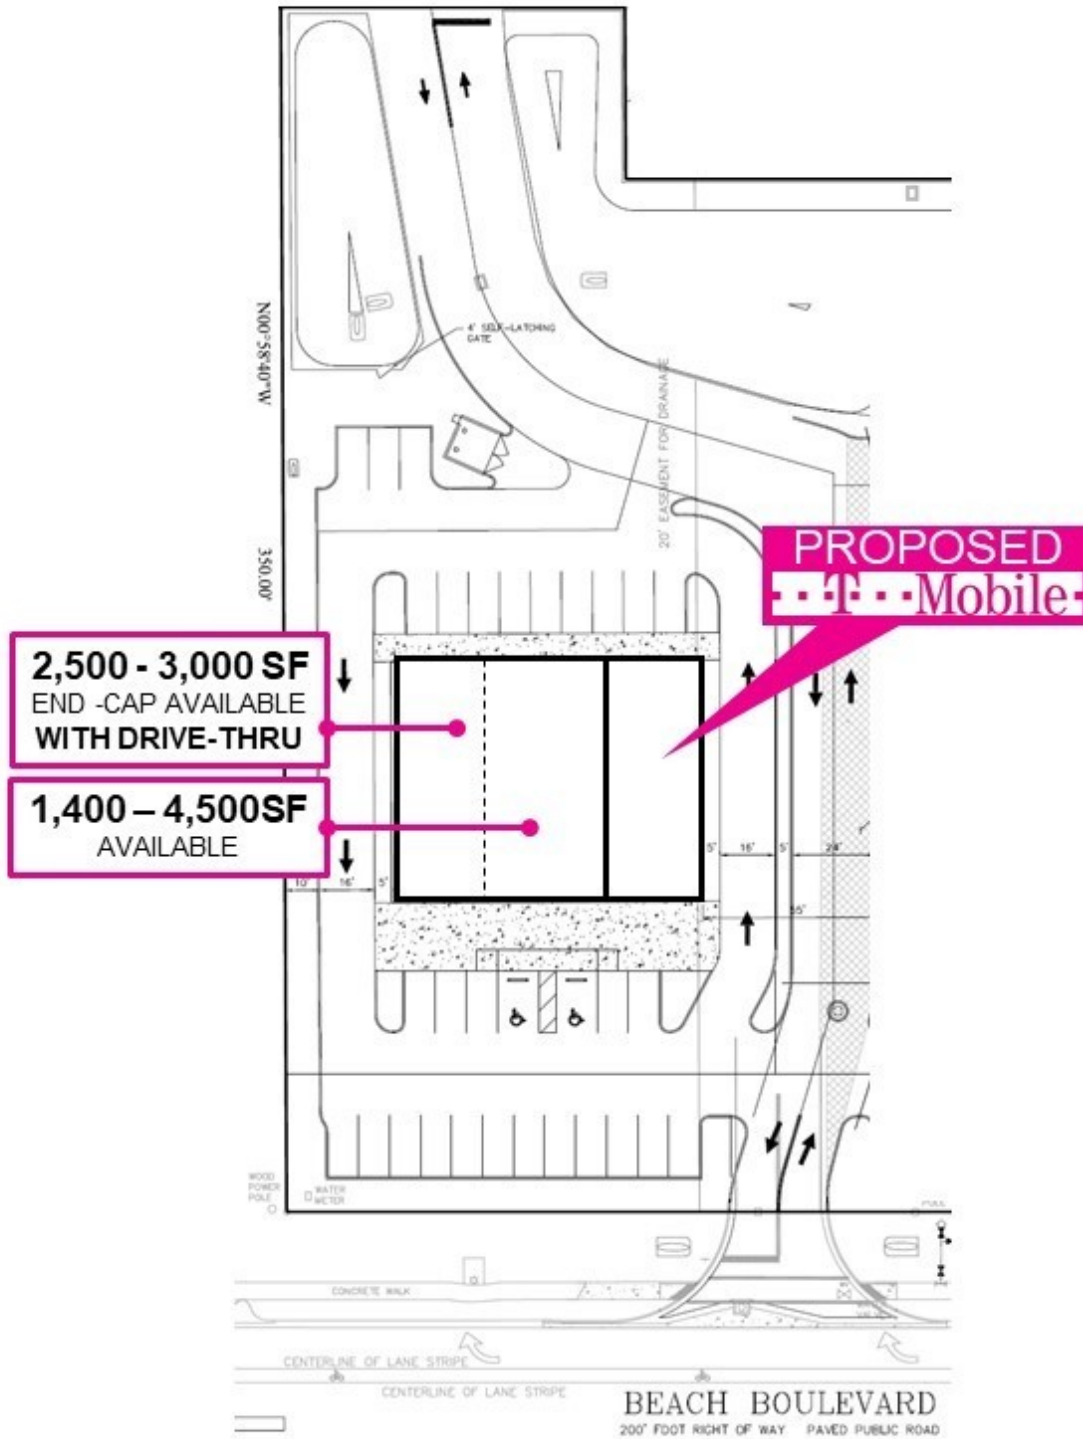 4' SELF-LATCHING
GATE
N00°58'40"W
20' EASEMENT FOR DRAINAGE
PROPOSED
T Mobile
350.00'
2,500 - 3,000 SF
END -CAP AVAILABLE
WITH DRIVE-THRU
1,400 – 4,500SF
AVAILABLE
10' 16' 5' 5' 16' 5' 24'
55'
WOOD
POWER
POLE
WATER
METER
CONCRETE WALK
CENTERLINE OF LANE STRIPE
CENTERLINE OF LANE STRIPE
BEACH BOULEVARD
200' FOOT RIGHT OF WAY PAVED PUBLIC ROAD